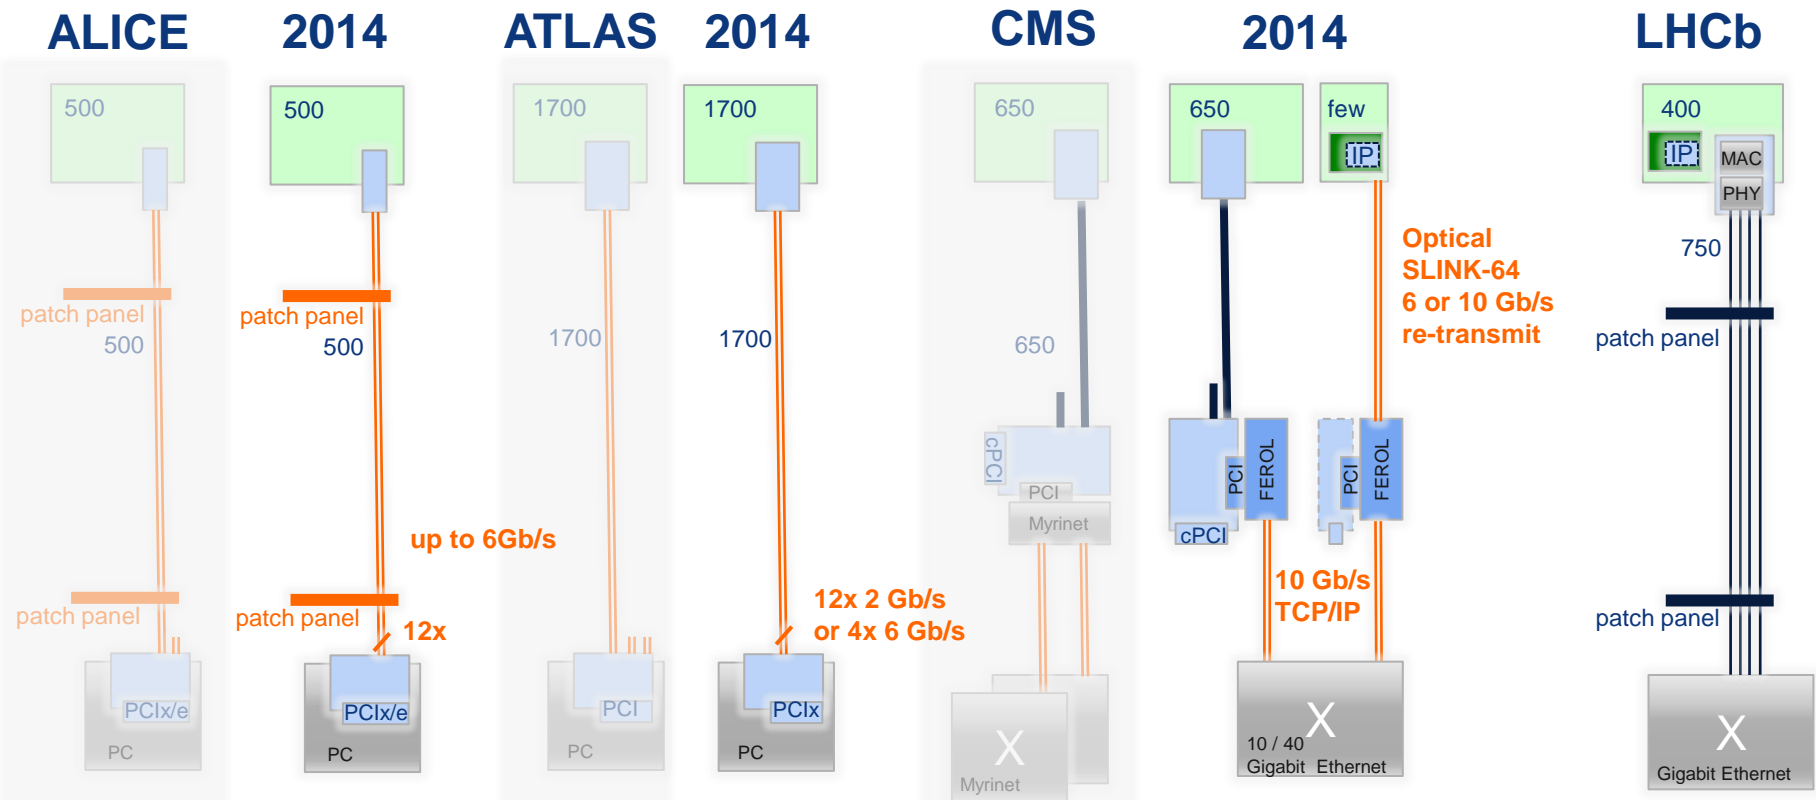 ALICE
2014
ATLAS
2014
CMS
2014
LHCb
500
patch panel
500
patch panel
PCIx/e
PC
500
patch panel
500
up to 6Gb/s
patch panel
12x
PCIx/e
PC
1700
1700
PCI
PC
1700
1700
12x 2 Gb/s
or 4x 6 Gb/s
PCIx
PC
650
650
cPCI
PCI
Myrinet
X
Myrinet
650
few
IP
Optical
SLINK-64
6 or 10 Gb/s
re-transmit
PCI
FEROL
cPCI
PCI
FEROL
10 Gb/s
TCP/IP
X
10 / 40
Gigabit Ethernet
400
IP
MAC
PHY
750
patch panel
patch panel
X
Gigabit Ethernet